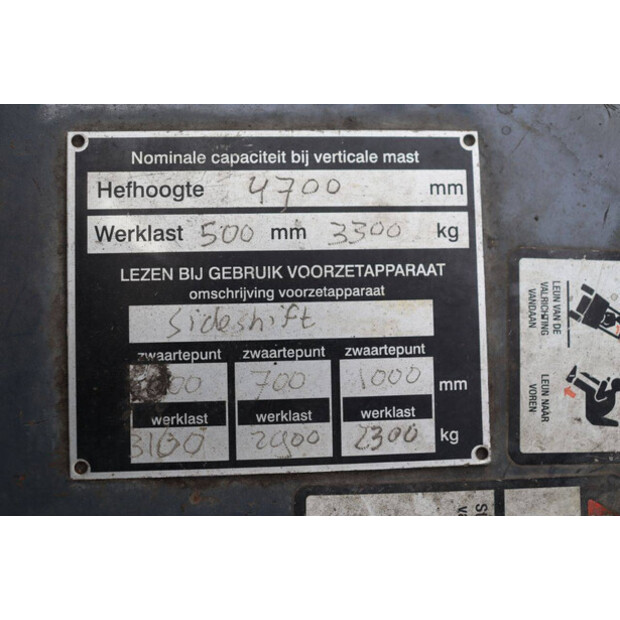 Nominale capaciteit bij verticale mast
Hefhoogte 4700 mm
Werklast 500 mm 3300 kg
LEZEN BIJ GEBRUIK VOORZETAPPARAAT
omschrijving voorzetapparaat
sideshift
zwaartepunt zwaartepunt zwaartepunt
700 1000 mm
werklast werklast werklast
3100 2900 2300 kg
LEUN VAN DE
VALRICHTING
VANDAAN
LEUN NAAR
VOREN